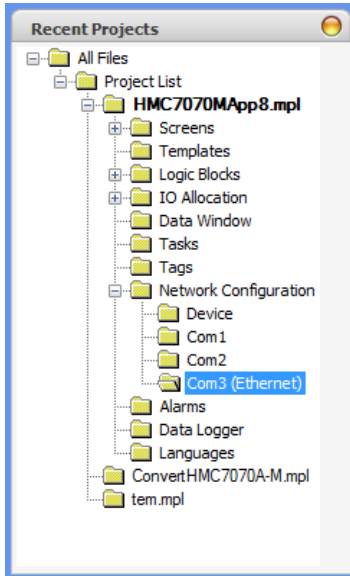 Recent Projects
All Files
Project List
HMC7070MApp8.mpl
Screens
Templates
Logic Blocks
IO Allocation
Data Window
Tasks
Tags
Network Configuration
Device
Com1
Com2
Com3 (Ethernet)
Alarms
Data Logger
Languages
ConvertHMC7070A-M.mpl
tem.mpl